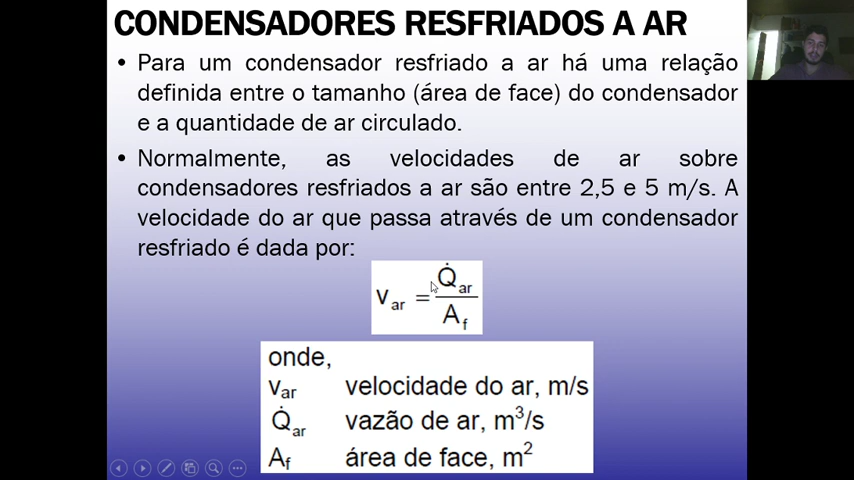 CONDENSADORES RESFRIADOS A AR
• Para um condensador resfriado a ar há uma relação
definida entre o tamanho (área de face) do condensador
e a quantidade de ar circulado.
• Normalmente, as velocidades de ar sobre
condensadores resfriados a ar são entre 2,5 e 5 m/s. A
velocidade do ar que passa através de um condensador
resfriado é dada por:
v_ar = Q̇_ar / A_f
onde,
v_ar velocidade do ar, m/s
Q̇_ar vazão de ar, m³/s
A_f área de face, m²